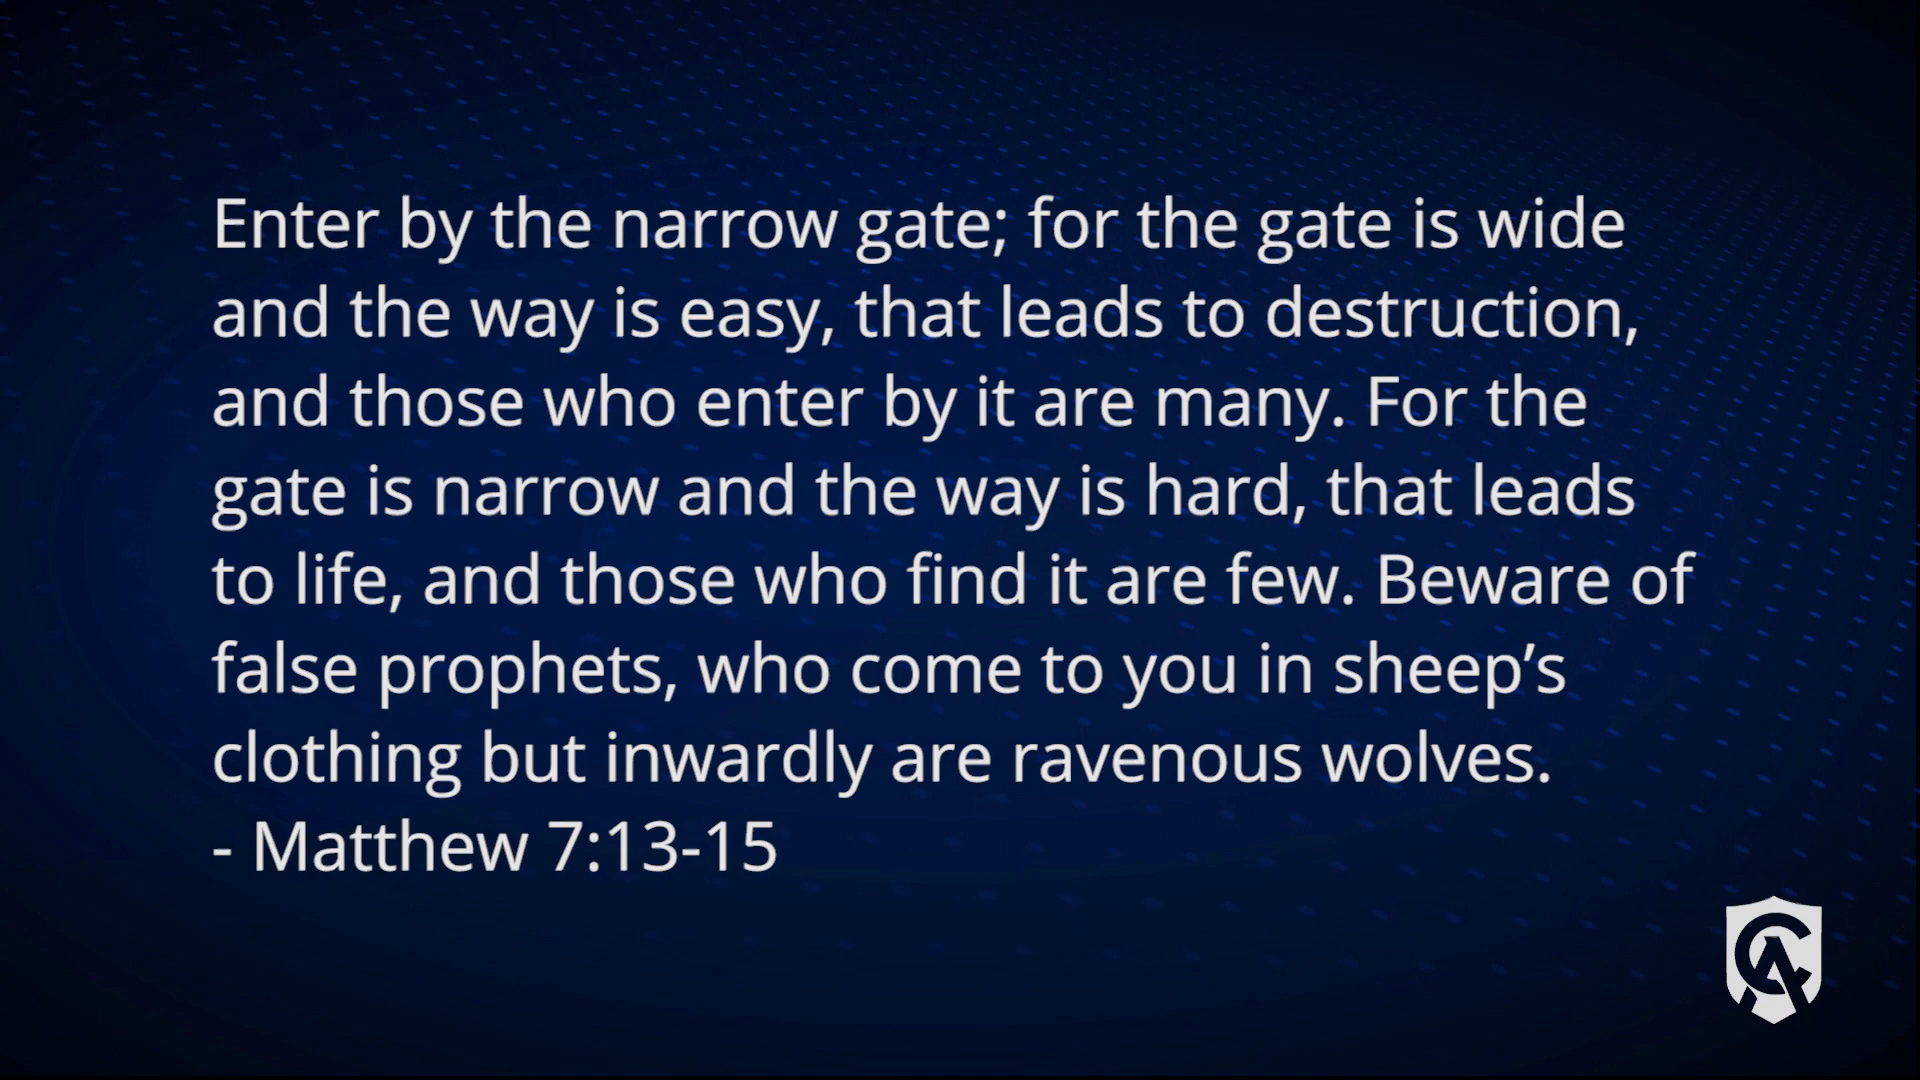 Enter by the narrow gate; for the gate is wide
and the way is easy, that leads to destruction,
and those who enter by it are many. For the
gate is narrow and the way is hard, that leads
to life, and those who find it are few. Beware of
false prophets, who come to you in sheep’s
clothing but inwardly are ravenous wolves.
- Matthew 7:13-15
CA